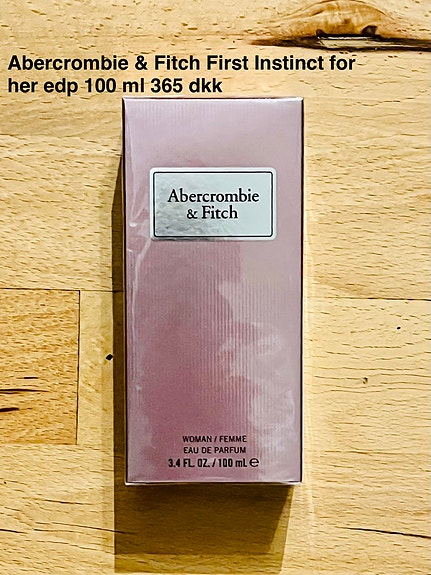 Abercrombie & Fitch First Instinct for
her edp 100 ml 365 dkk
Abercrombie
& Fitch
WOMAN / FEMME
EAU DE PARFUM
3.4 FL. OZ. / 100 mL ℮